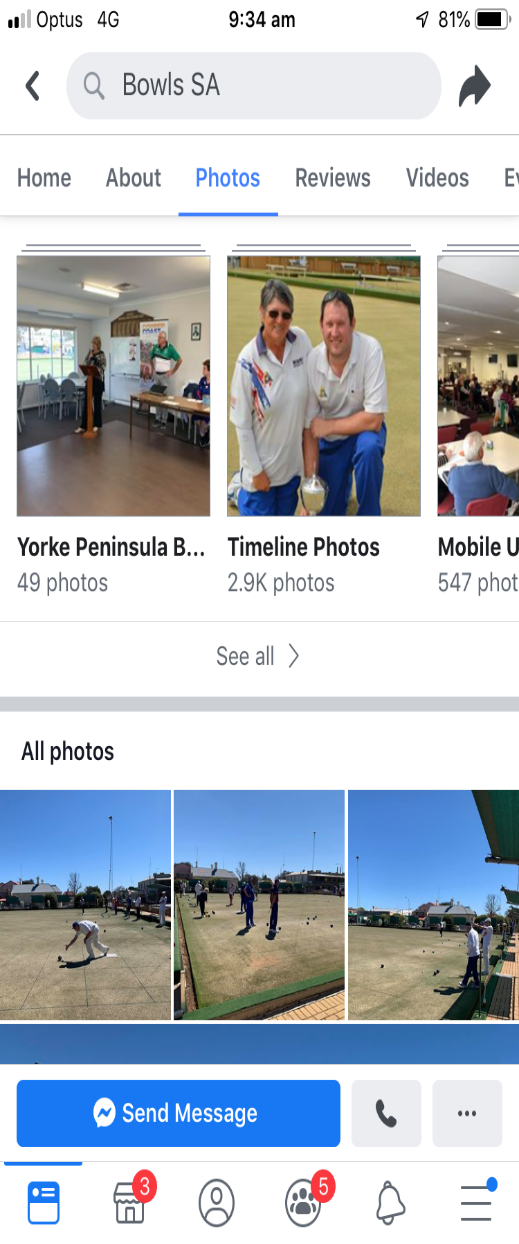 Optus 4G 9:34 am 81%
Bowls SA
Home About Photos Reviews Videos Ev
Yorke Peninsula B... Timeline Photos Mobile U
49 photos 2.9K photos 547 phot
See all
All photos
Send Message
3 5